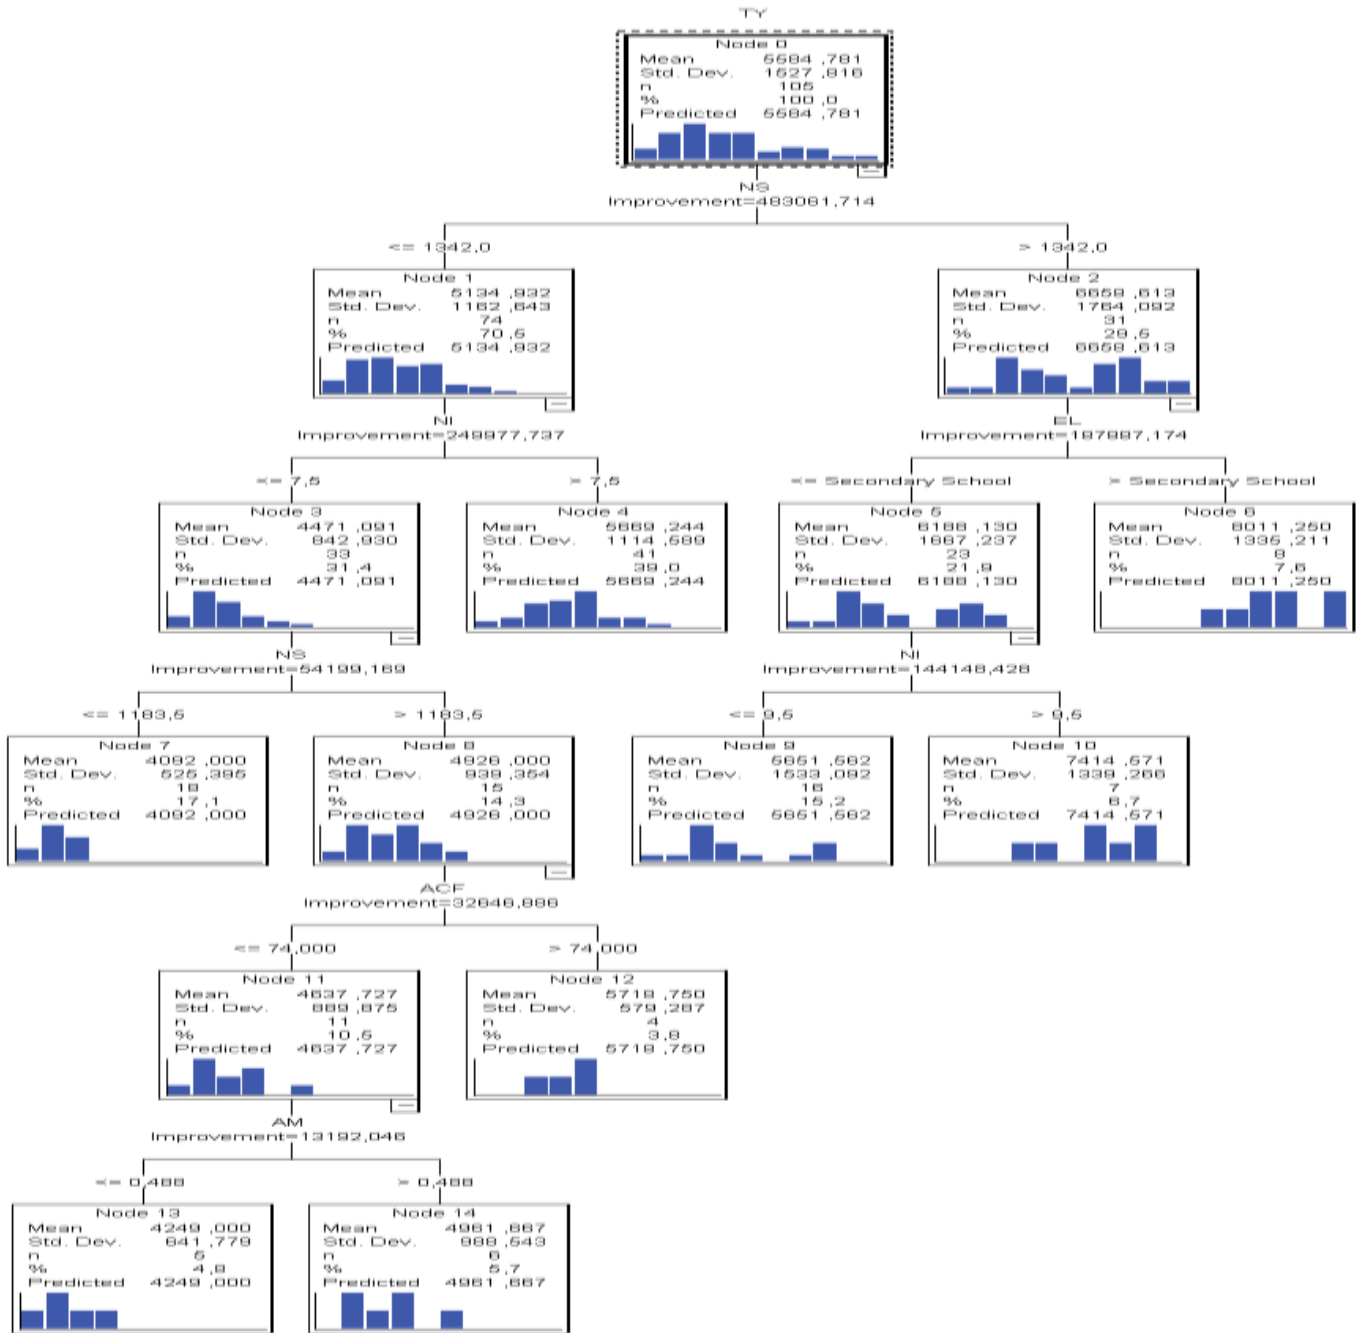 TY
Node 0
Mean 5584,781
Std. Dev. 1527,816
n 105
% 100,0
Predicted 5584,781
NS
Improvement=483061,714
<= 1342,0
> 1342,0
Node 1
Mean 5134,932
Std. Dev. 1162,643
n 74
% 70,5
Predicted 5134,932
Node 2
Mean 6658,613
Std. Dev. 1764,092
n 31
% 29,5
Predicted 6658,613
NI
Improvement=249977,737
EL
Improvement=187887,174
<= 7,5
> 7,5
<= Secondary School
> Secondary School
Node 3
Mean 4471,091
Std. Dev. 842,930
n 33
% 31,4
Predicted 4471,091
Node 4
Mean 5669,244
Std. Dev. 1114,589
n 41
% 39,0
Predicted 5669,244
Node 5
Mean 6188,130
Std. Dev. 1667,237
n 23
% 21,9
Predicted 6188,130
Node 6
Mean 8011,250
Std. Dev. 1335,211
n 8
% 7,6
Predicted 8011,250
NS
Improvement=54199,169
NI
Improvement=144148,428
<= 1183,5
> 1183,5
<= 9,5
> 9,5
Node 7
Mean 4092,000
Std. Dev. 525,395
n 18
% 17,1
Predicted 4092,000
Node 8
Mean 4926,000
Std. Dev. 939,354
n 15
% 14,3
Predicted 4926,000
Node 9
Mean 5651,562
Std. Dev. 1533,092
n 16
% 15,2
Predicted 5651,562
Node 10
Mean 7414,571
Std. Dev. 1339,266
n 7
% 6,7
Predicted 7414,571
ACF
Improvement=32646,886
<= 74,000
> 74,000
Node 11
Mean 4637,727
Std. Dev. 889,875
n 11
% 10,5
Predicted 4637,727
Node 12
Mean 5718,750
Std. Dev. 579,287
n 4
% 3,8
Predicted 5718,750
AM
Improvement=13192,046
<= 0,488
> 0,488
Node 13
Mean 4249,000
Std. Dev. 641,779
n 5
% 4,8
Predicted 4249,000
Node 14
Mean 4961,667
Std. Dev. 988,543
n 6
% 5,7
Predicted 4961,667